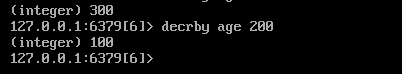 (integer) 300
127.0.0.1:6379[6]> decrby age 200
(integer) 100
127.0.0.1:6379[6]>